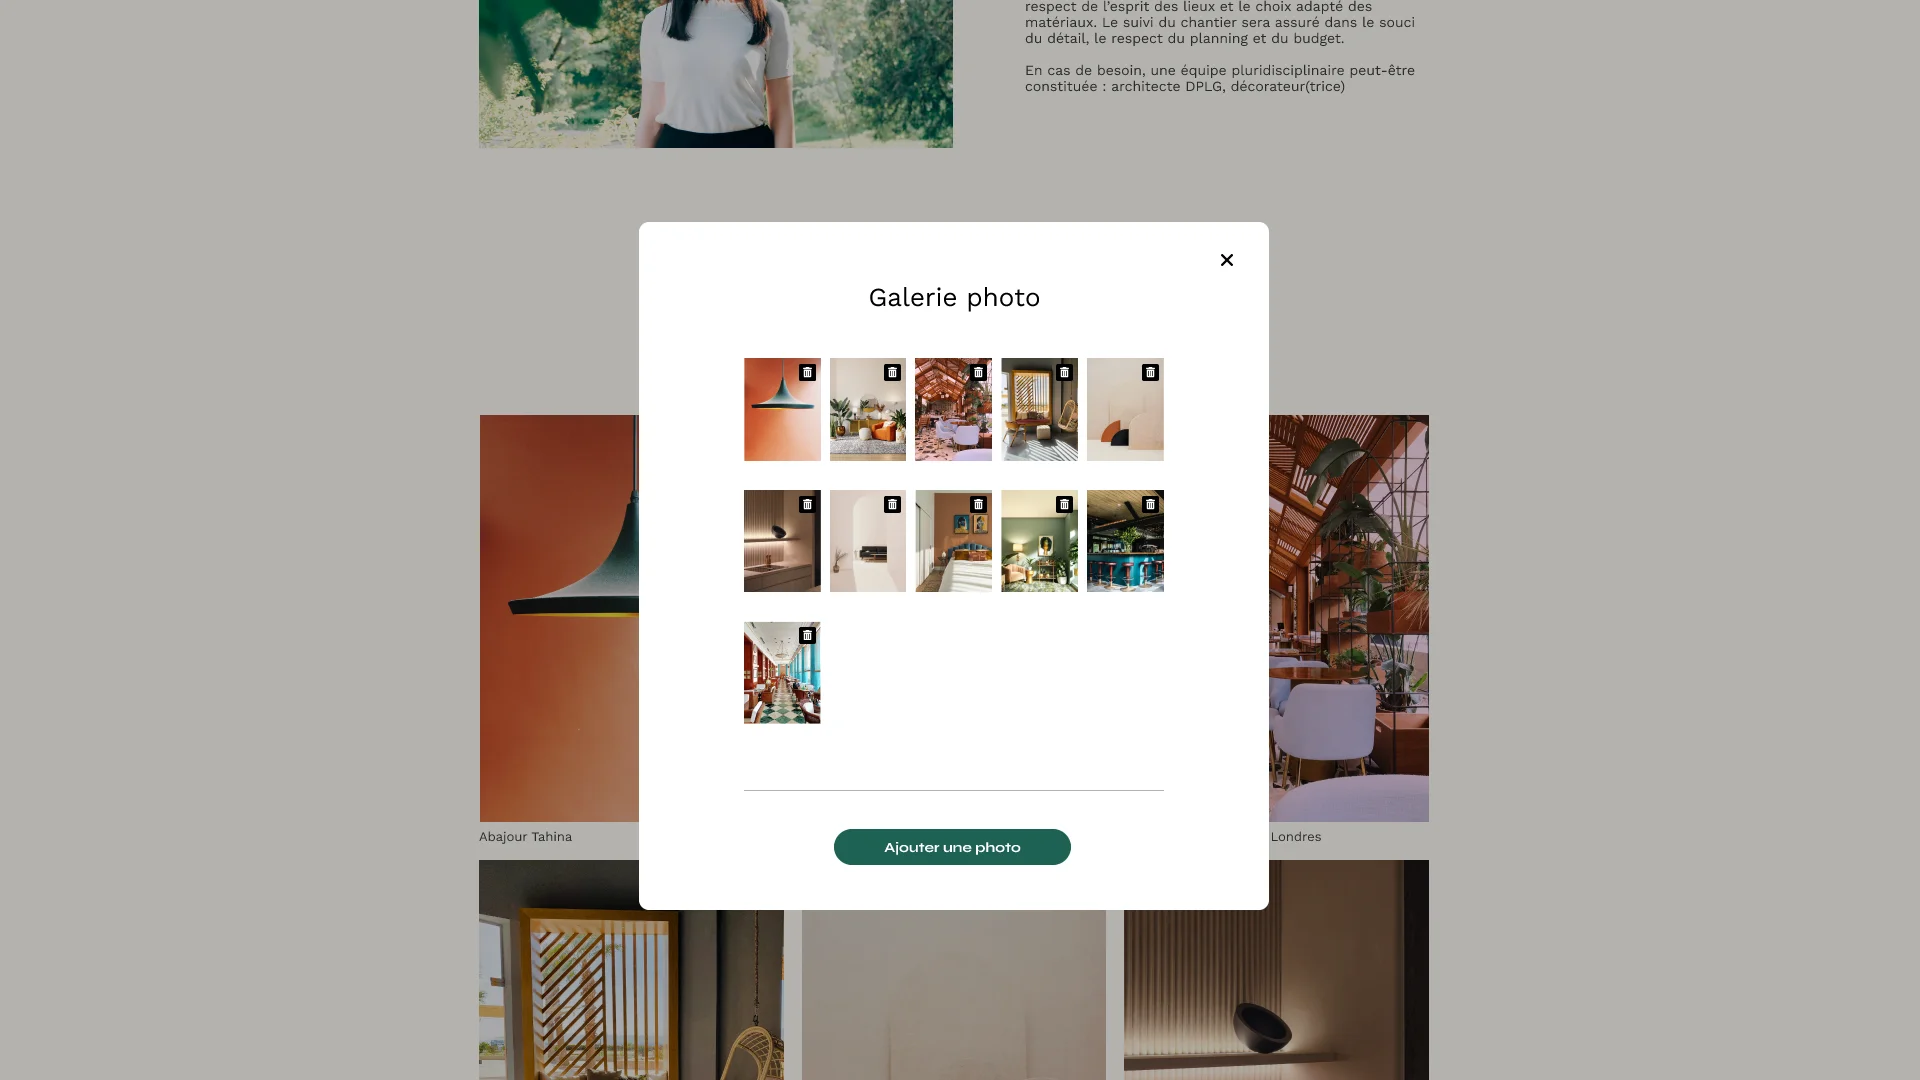 respect de l’esprit des lieux et le choix adapté des
matériaux. Le suivi du chantier sera assuré dans le souci
du détail, le respect du planning et du budget.
En cas de besoin, une équipe pluridisciplinaire peut-être
constituée : architecte DPLG, décorateur(trice)
Galerie photo
Abajour Tahina
Londres
Ajouter une photo